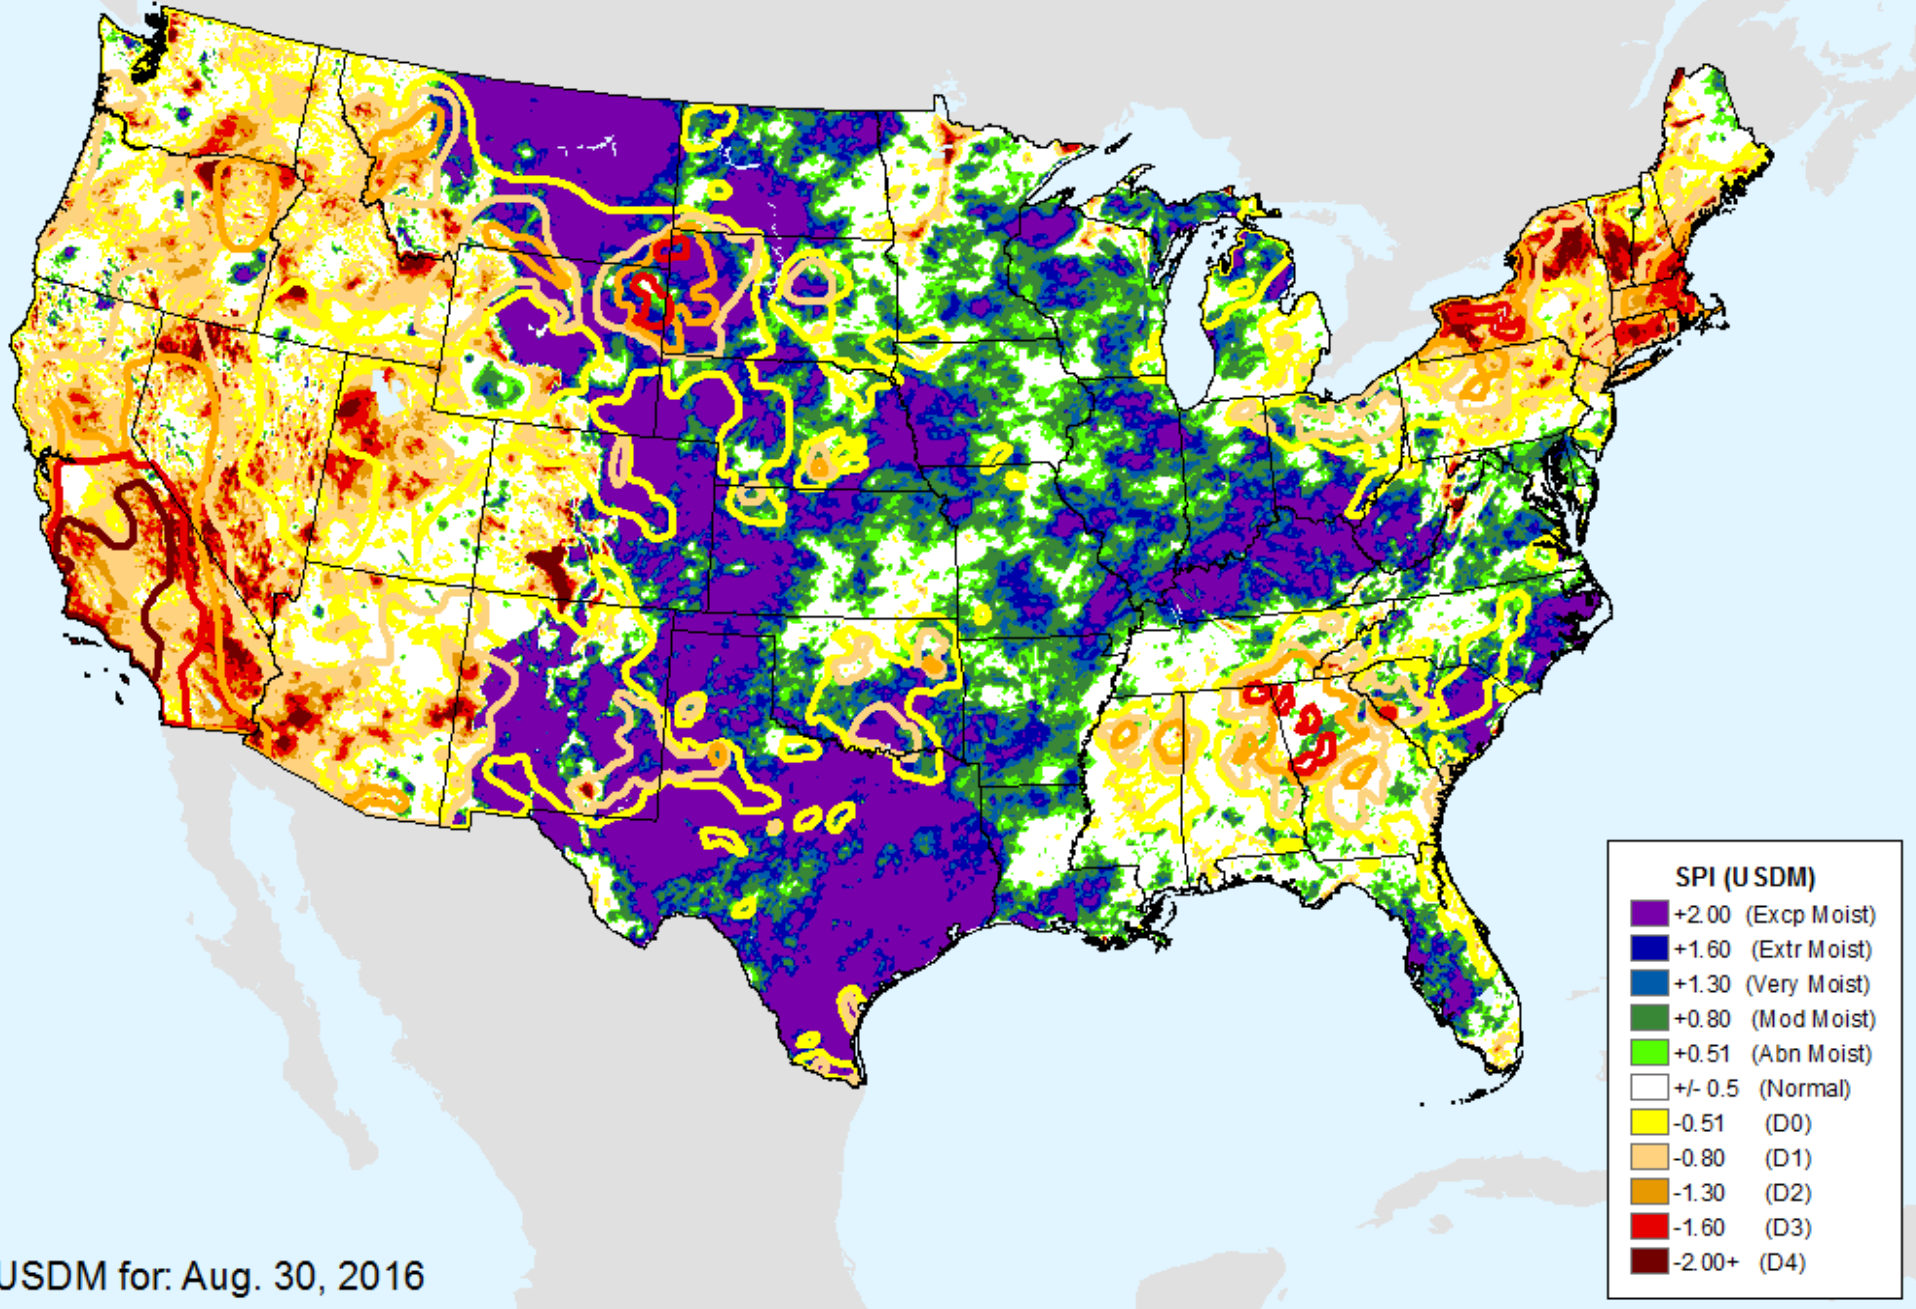 SPI (USDM)
+2.00 (Excp Moist)
+1.60 (Extr Moist)
+1.30 (Very Moist)
+0.80 (Mod Moist)
+0.51 (Abn Moist)
+/- 0.5 (Normal)
-0.51 (D0)
-0.80 (D1)
-1.30 (D2)
-1.60 (D3)
-2.00+ (D4)
USDM for: Aug. 30, 2016